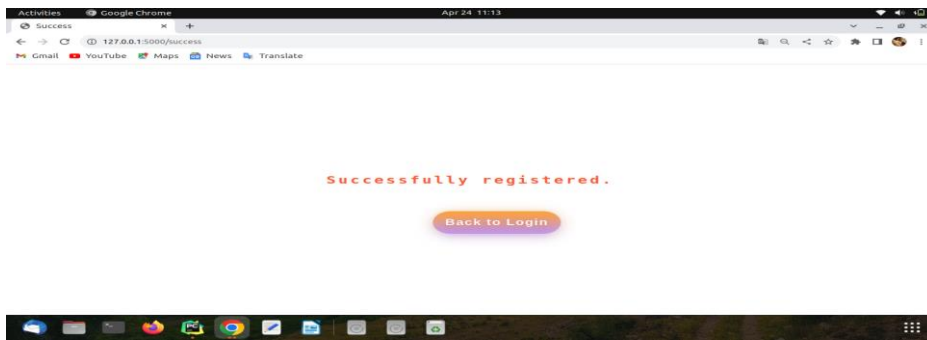 Activities Google Chrome Apr 24 11:13
Success
127.0.0.1:5000/success
Gmail YouTube Maps News Translate
Successfully registered.
Back to Login